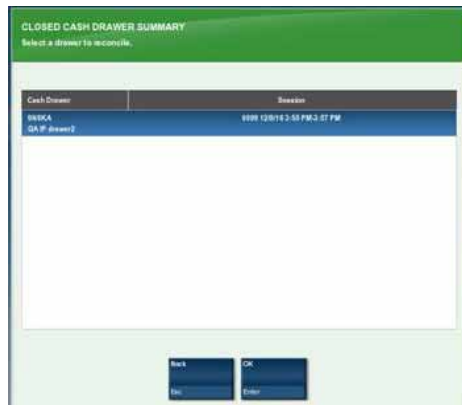 CLOSED CASH DRAWER SUMMARY
Select a drawer to reconcile.
Cash Drawer Session
QA IP drawer2
Back OK
Esc Enter